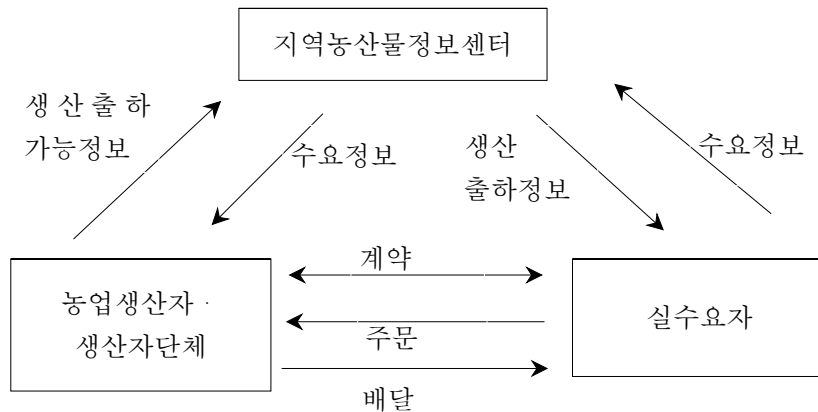 지역농산물정보센터
생 산 출 하
가능정보
수요정보
생산
출하정보
수요정보
농업생산자 ·
생산자단체
계약
주문
배달
실수요자